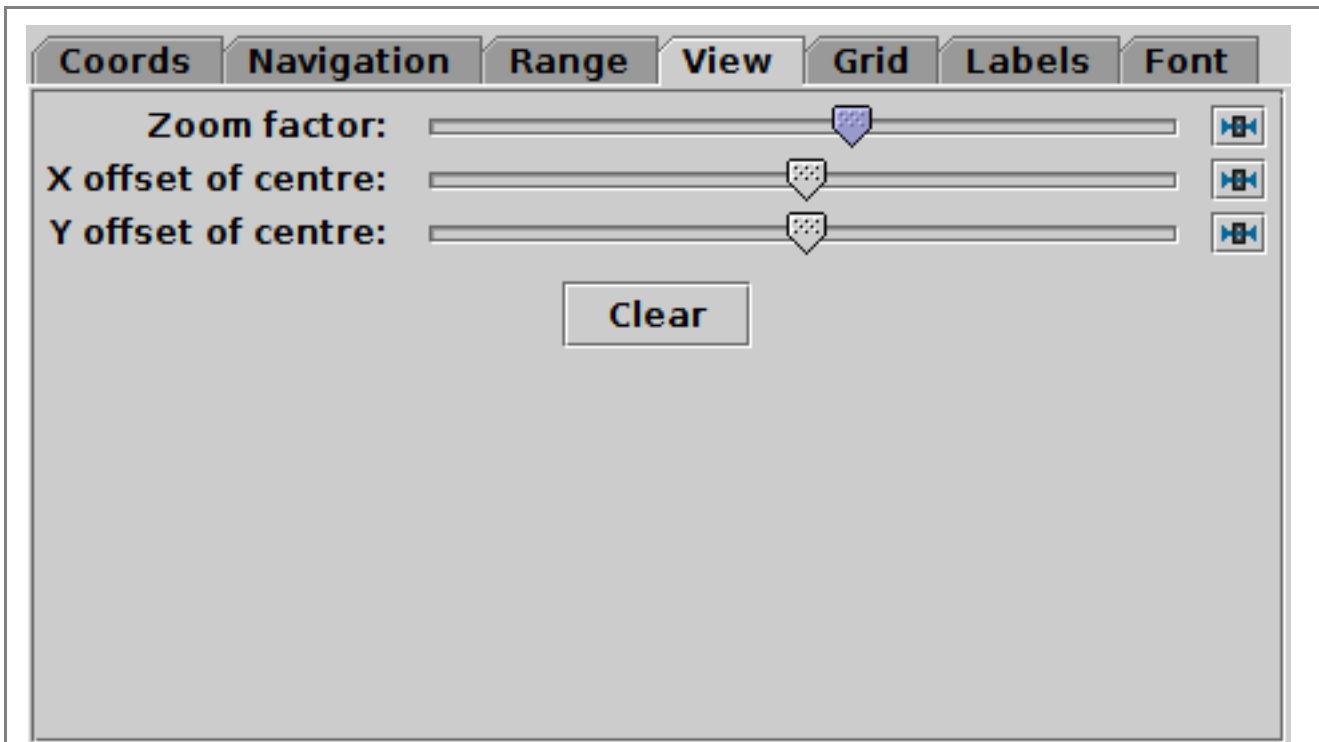 Coords Navigation Range View Grid Labels Font
Zoom factor:
X offset of centre:
Y offset of centre:
Clear